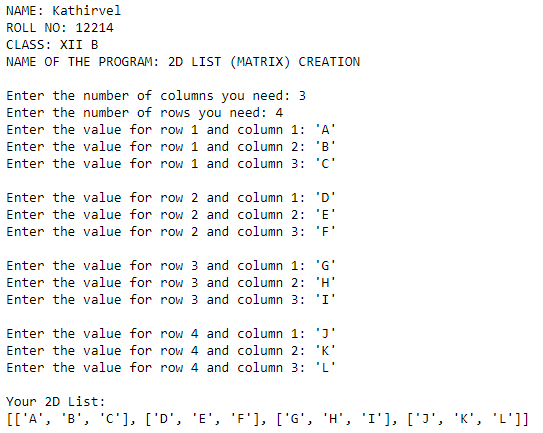 NAME: Kathirvel
ROLL NO: 12214
CLASS: XII B
NAME OF THE PROGRAM: 2D LIST (MATRIX) CREATION
Enter the number of columns you need: 3
Enter the number of rows you need: 4
Enter the value for row 1 and column 1: 'A'
Enter the value for row 1 and column 2: 'B'
Enter the value for row 1 and column 3: 'C'
Enter the value for row 2 and column 1: 'D'
Enter the value for row 2 and column 2: 'E'
Enter the value for row 2 and column 3: 'F'
Enter the value for row 3 and column 1: 'G'
Enter the value for row 3 and column 2: 'H'
Enter the value for row 3 and column 3: 'I'
Enter the value for row 4 and column 1: 'J'
Enter the value for row 4 and column 2: 'K'
Enter the value for row 4 and column 3: 'L'
Your 2D List:
[['A', 'B', 'C'], ['D', 'E', 'F'], ['G', 'H', 'I'], ['J', 'K', 'L']]